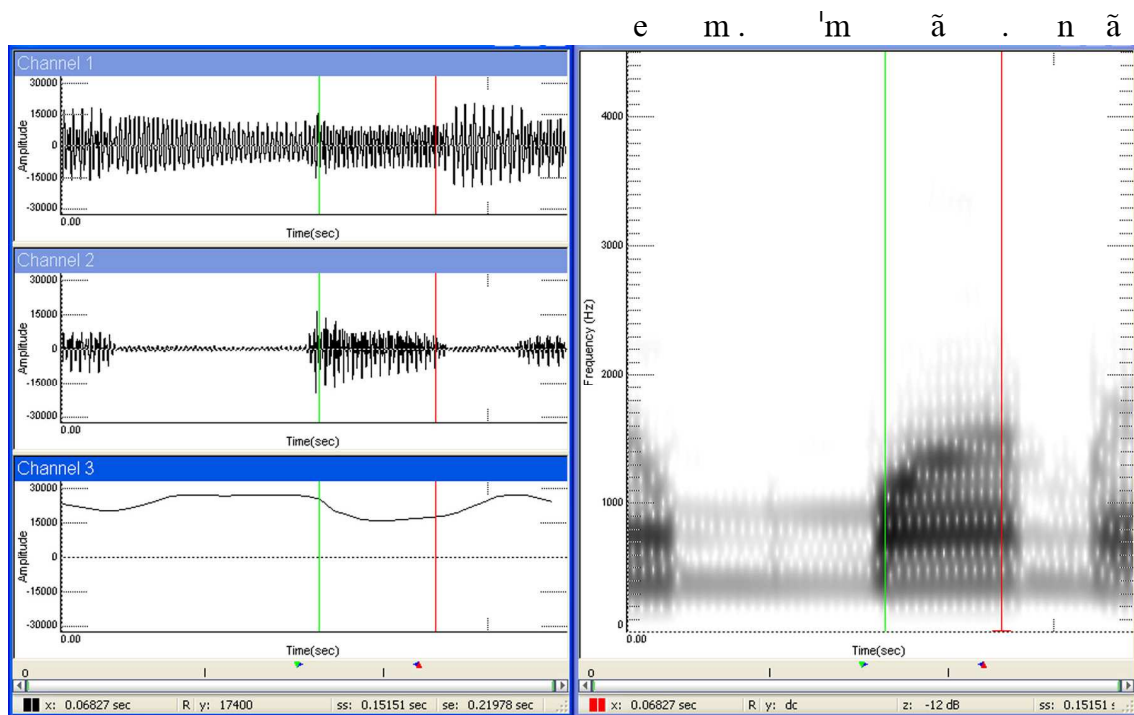 e m . ˈm ã . n ã
Channel 1
30000
15000
0
-15000
-30000
Amplitude
0.00
Time(sec)
Channel 2
30000
15000
0
-15000
-30000
Amplitude
0.00
Time(sec)
Channel 3
30000
15000
0
-15000
-30000
Amplitude
0.00
Time(sec)
0
x: 0.06827 sec R y: 17400 ss: 0.15151 sec se: 0.21978 sec
4000
3000
2000
1000
0
Frequency (Hz)
0.00
Time(sec)
0
x: 0.06827 sec R y: dc z: -12 dB ss: 0.15151 s